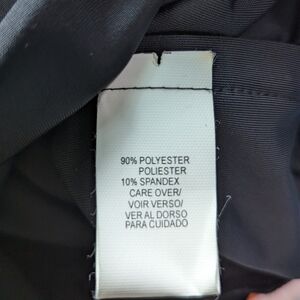 90% POLYESTER
POLIESTER
10% SPANDEX
CARE OVER/
VOIR VERSO/
VER AL DORSO
PARA CUIDADO